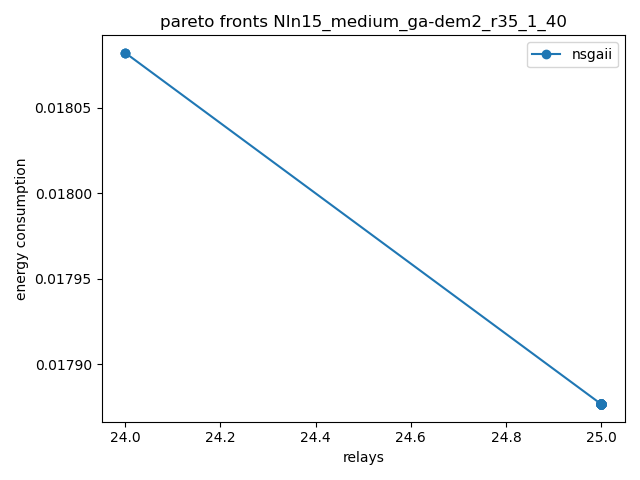 pareto fronts NIn15_medium_ga-dem2_r35_1_40
nsgaii
energy consumption
0.01805
0.01800
0.01795
0.01790
24.0 24.2 24.4 24.6 24.8 25.0
relays